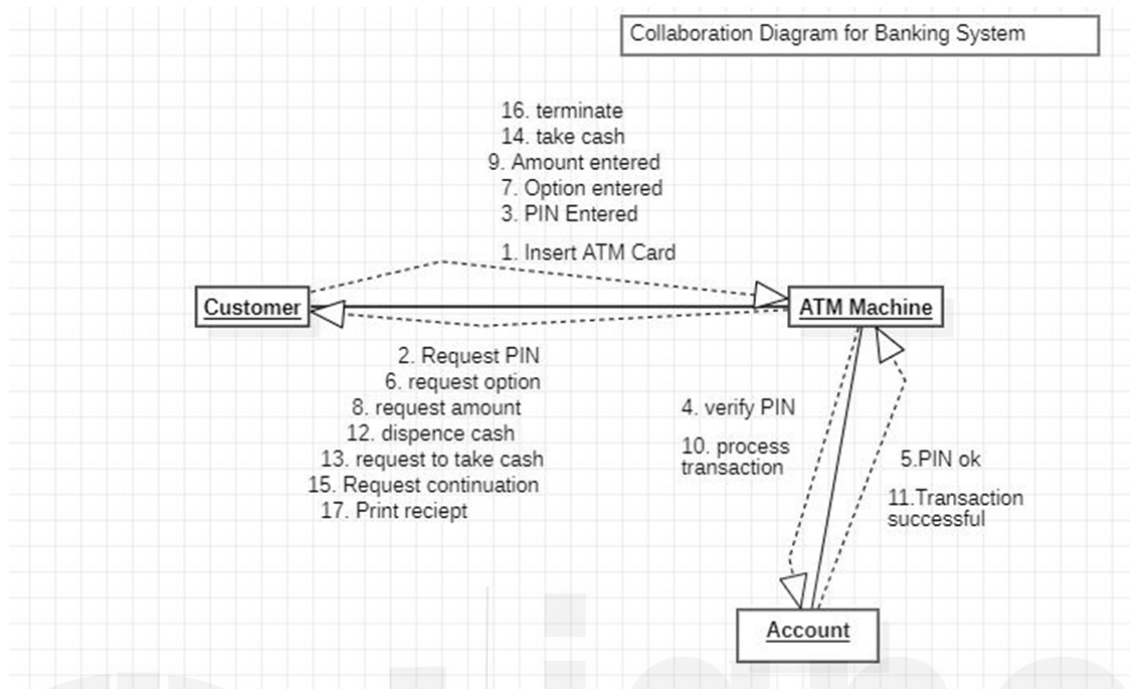 Collaboration Diagram for Banking System
16. terminate
14. take cash
9. Amount entered
7. Option entered
3. PIN Entered
1. Insert ATM Card
Customer
ATM Machine
2. Request PIN
6. request option
8. request amount
12. dispence cash
13. request to take cash
15. Request continuation
17. Print reciept
4. verify PIN
10. process
transaction
5.PIN ok
11.Transaction
successful
Account